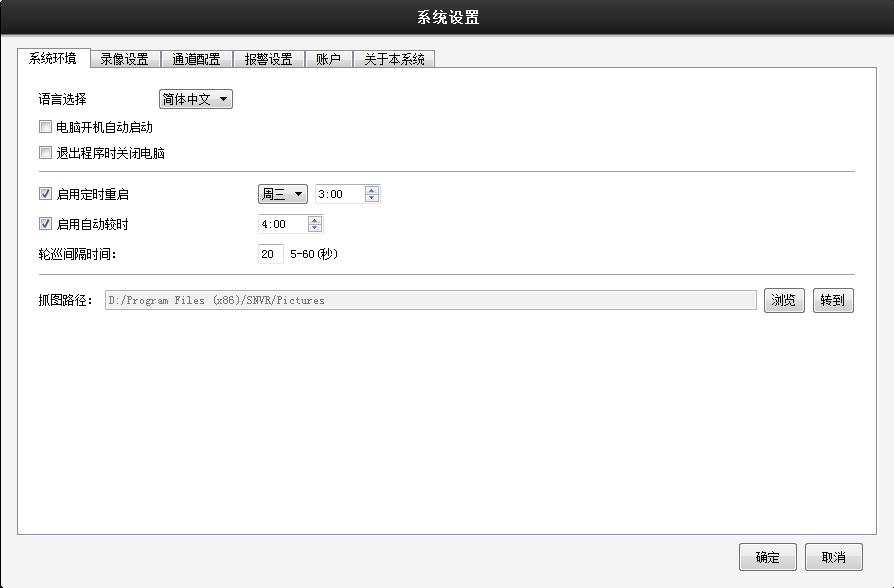 系统设置
系统环境 录像设置 通道配置 报警设置 账户 关于本系统
语言选择 简体中文
电脑开机自动启动
退出程序时关闭电脑
启用定时重启 周三 3:00
启用自动较时 4:00
轮巡间隔时间: 20 5-60(秒)
抓图路径: D:/Program Files (x86)/SNVR/Pictures 浏览 转到
确定 取消